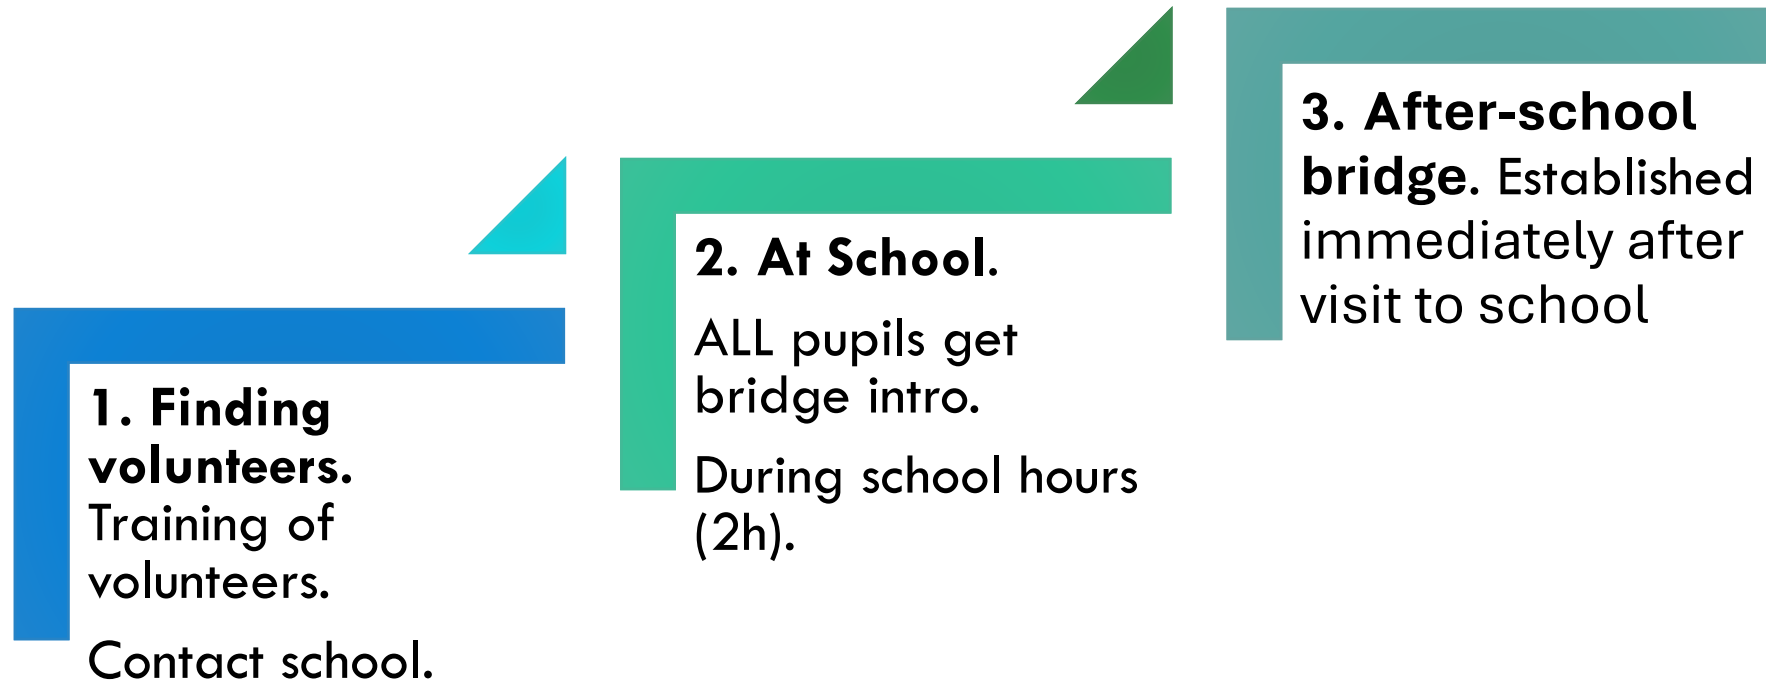 1. Finding
volunteers.
Training of
volunteers.
Contact school.
2. At School.
ALL pupils get
bridge intro.
During school hours
(2h).
3. After-school
bridge. Established
immediately after
visit to school